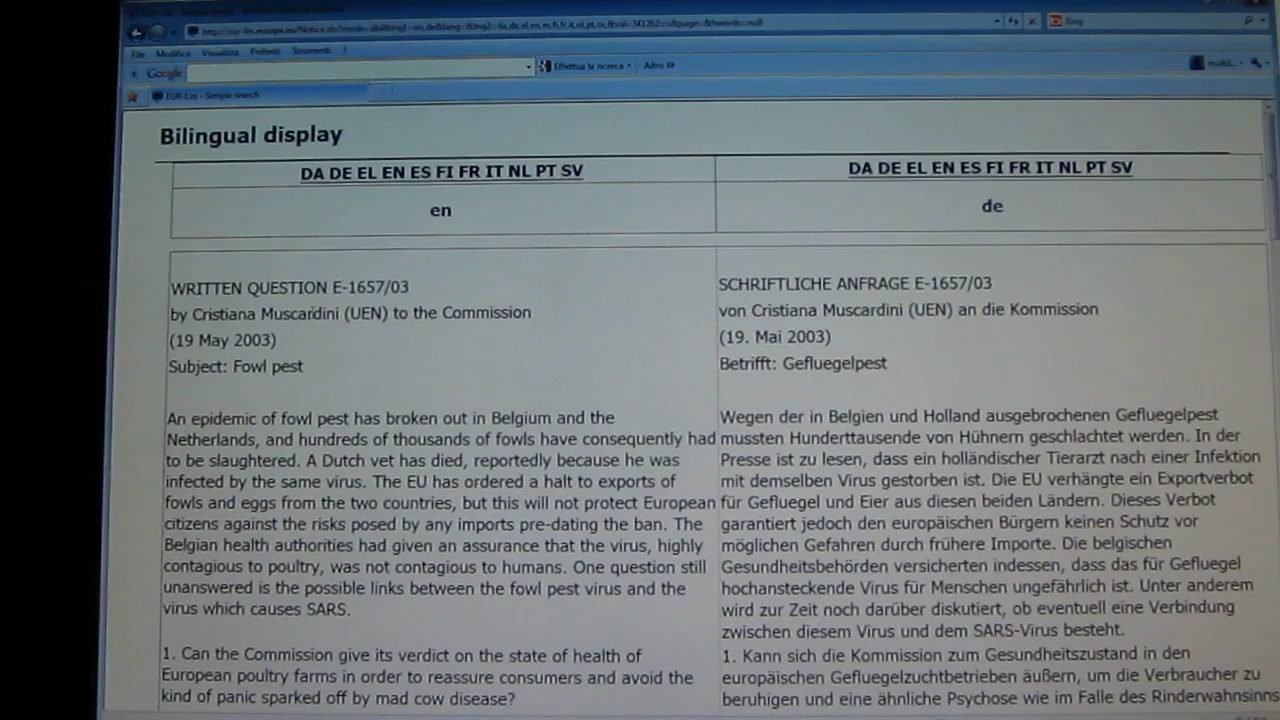 File Modifica Visualizza Preferiti Strumenti ?
Google Effettua la ricerca Altro
Bing
EUR-Lex - Simple search
Bilingual display
DA DE EL EN ES FI FR IT NL PT SV
en
WRITTEN QUESTION E-1657/03
by Cristiana Muscardini (UEN) to the Commission
(19 May 2003)
Subject: Fowl pest
An epidemic of fowl pest has broken out in Belgium and the
Netherlands, and hundreds of thousands of fowls have consequently had
to be slaughtered. A Dutch vet has died, reportedly because he was
infected by the same virus. The EU has ordered a halt to exports of
fowls and eggs from the two countries, but this will not protect European
citizens against the risks posed by any imports pre-dating the ban. The
Belgian health authorities had given an assurance that the virus, highly
contagious to poultry, was not contagious to humans. One question still
unanswered is the possible links between the fowl pest virus and the
virus which causes SARS.
1. Can the Commission give its verdict on the state of health of
European poultry farms in order to reassure consumers and avoid the
kind of panic sparked off by mad cow disease?
DA DE EL EN ES FI FR IT NL PT SV
de
SCHRIFTLICHE ANFRAGE E-1657/03
von Cristiana Muscardini (UEN) an die Kommission
(19. Mai 2003)
Betrifft: Gefluegelpest
Wegen der in Belgien und Holland ausgebrochenen Gefluegelpest
mussten Hunderttausende von Hühnern geschlachtet werden. In der
Presse ist zu lesen, dass ein holländischer Tierarzt nach einer Infektion
mit demselben Virus gestorben ist. Die EU verhängte ein Exportverbot
für Gefluegel und Eier aus diesen beiden Ländern. Dieses Verbot
garantiert jedoch den europäischen Bürgern keinen Schutz vor
möglichen Gefahren durch frühere Importe. Die belgischen
Gesundheitsbehörden versicherten indessen, dass das für Gefluegel
hochansteckende Virus für Menschen ungefährlich ist. Unter anderem
wird zur Zeit noch darüber diskutiert, ob eventuell eine Verbindung
zwischen diesem Virus und dem SARS-Virus besteht.
1. Kann sich die Kommission zum Gesundheitszustand in den
europäischen Gefluegelzuchtbetrieben äußern, um die Verbraucher zu
beruhigen und eine ähnliche Psychose wie im Falle des Rinderwahnsinns